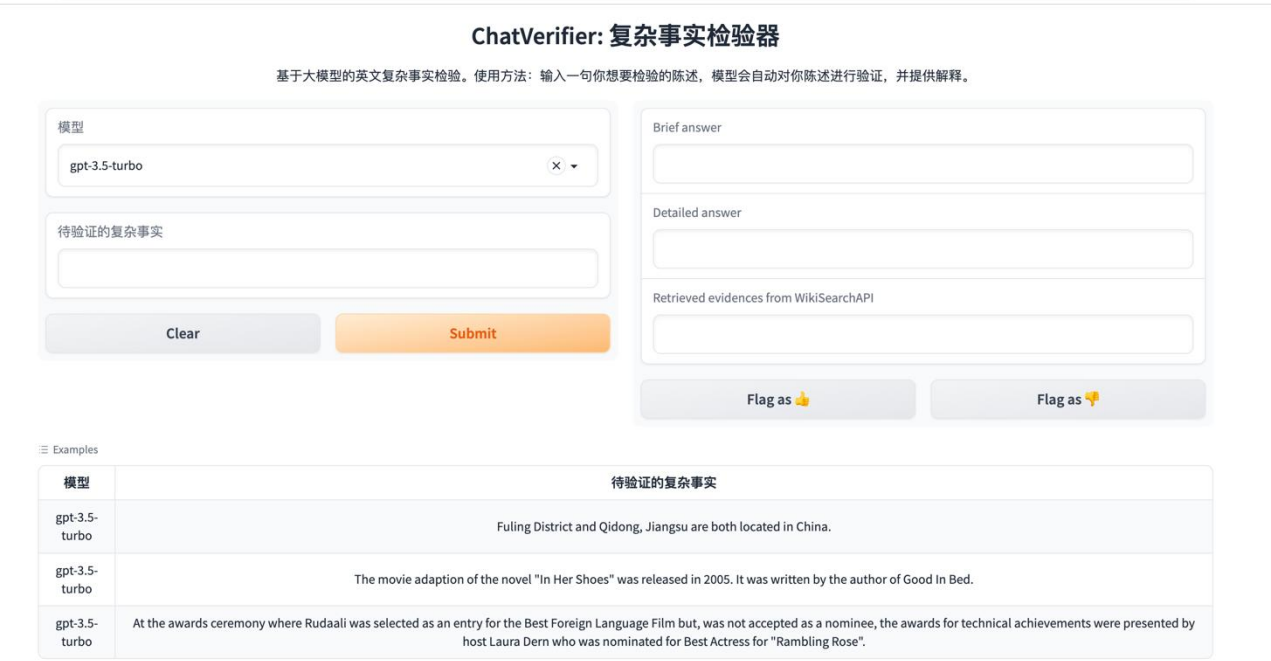 ChatVerifier: 复杂事实检验器
基于大模型的英文复杂事实检验。使用方法：输入一句你想要检验的陈述，模型会自动对你陈述进行验证，并提供解释。
模型
gpt-3.5-turbo
待验证的复杂事实
Clear
Submit
Brief answer
Detailed answer
Retrieved evidences from WikiSearchAPI
Flag as 👍
Flag as 👎
Examples
模型
待验证的复杂事实
gpt-3.5-
turbo
Fuling District and Qidong, Jiangsu are both located in China.
gpt-3.5-
turbo
The movie adaption of the novel "In Her Shoes" was released in 2005. It was written by the author of Good In Bed.
gpt-3.5-
turbo
At the awards ceremony where Rudaali was selected as an entry for the Best Foreign Language Film but, was not accepted as a nominee, the awards for technical achievements were presented by
host Laura Dern who was nominated for Best Actress for "Rambling Rose".